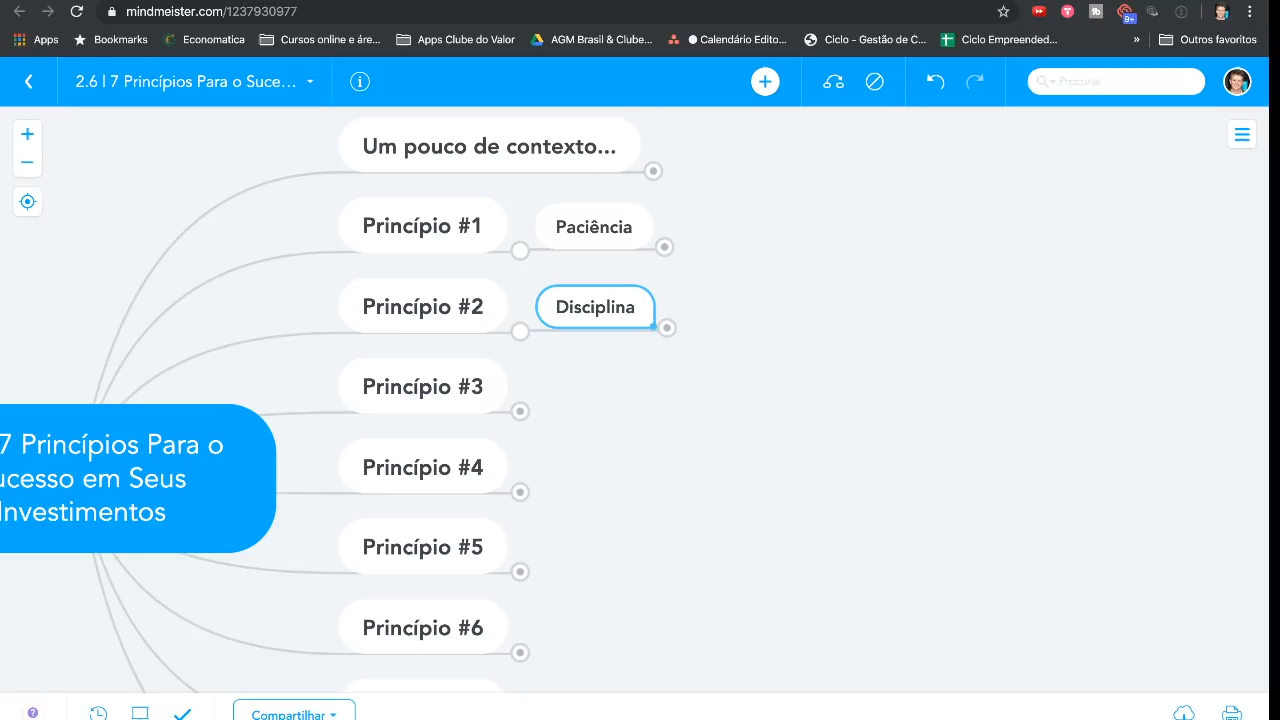 mindmeister.com/1237930977
9+
Apps
Bookmarks
Economatica
Cursos online e áre...
Apps Clube do Valor
AGM Brasil & Clube...
Calendário Edito...
Ciclo - Gestão de C...
Ciclo Empreended...
»
Outros favoritos
2.6 | 7 Princípios Para o Suce...
Procurar
Um pouco de contexto...
Princípio #1
Paciência
Princípio #2
Disciplina
Princípio #3
Princípio #4
7 Princípios Para o
ucesso em Seus
Investimentos
Princípio #5
Princípio #6
Compartilhar